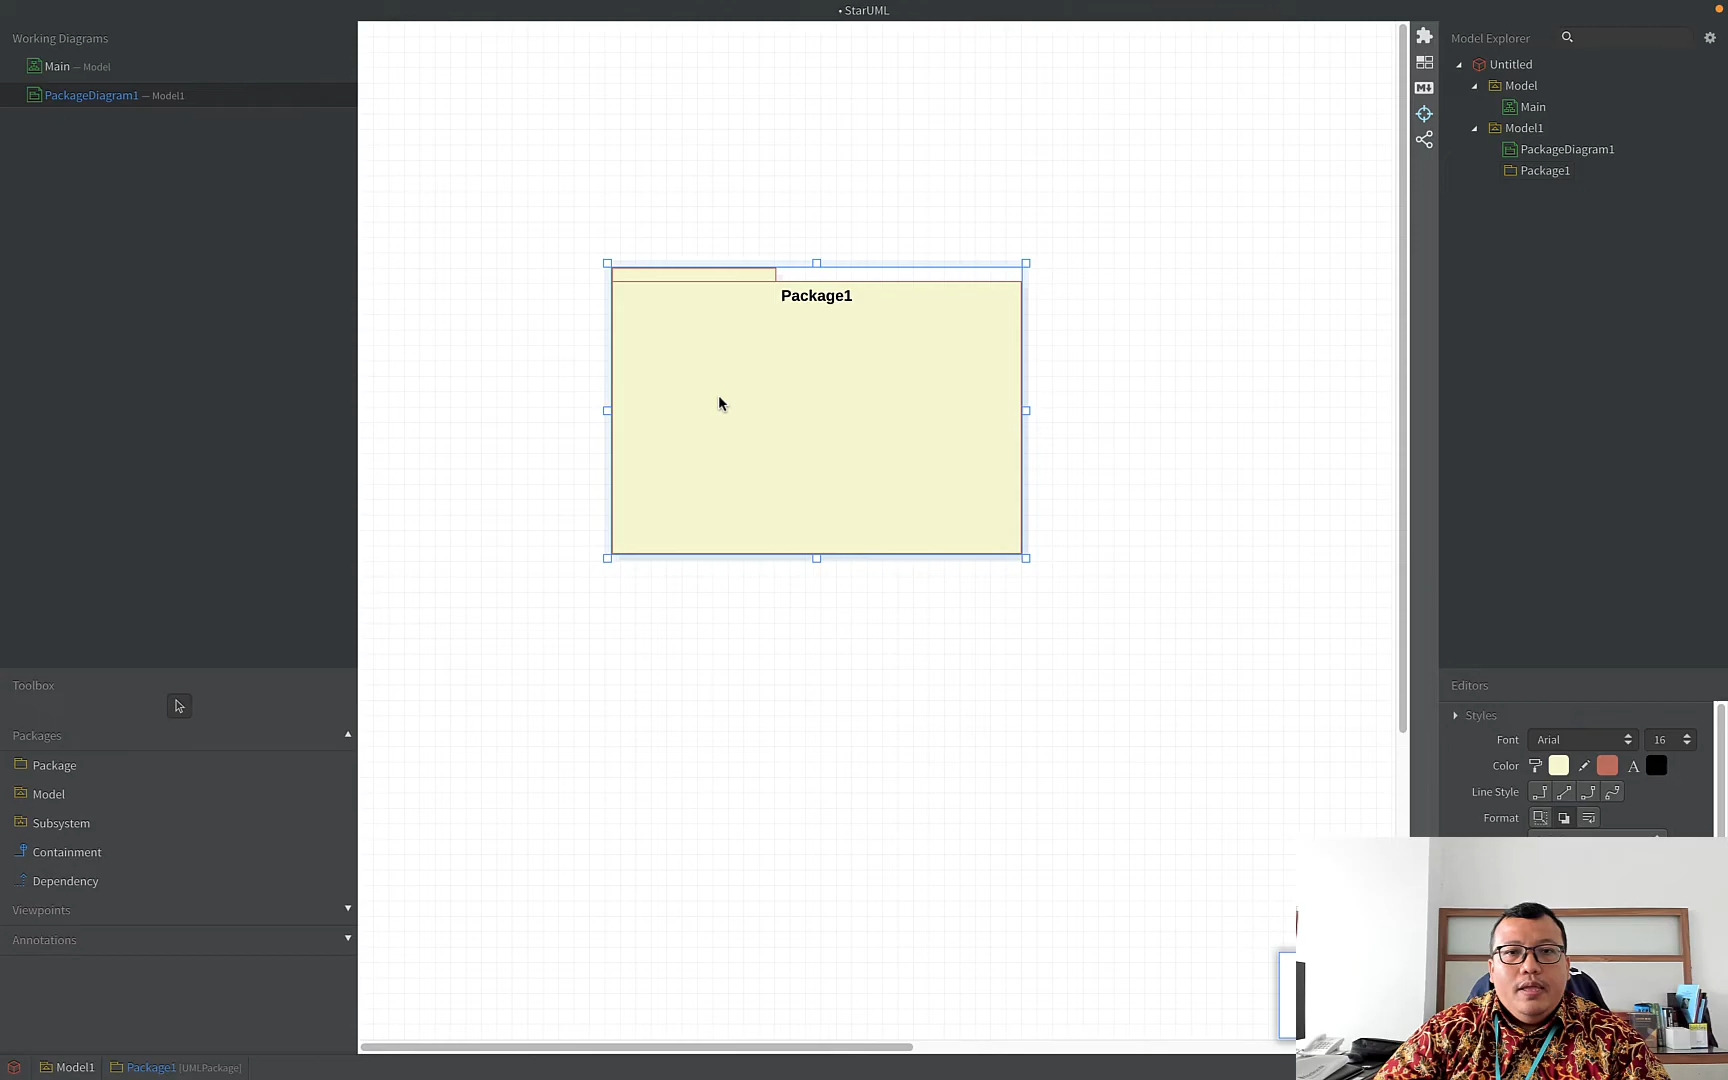 • StarUML
Working Diagrams
Main — Model
PackageDiagram1 — Model1
Toolbox
Packages
Package
Model
Subsystem
Containment
Dependency
Viewpoints
Annotations
Model1
Package1 [UMLPackage]
Package1
M
Model Explorer
Untitled
Model
Main
Model1
PackageDiagram1
Package1
Editors
Styles
Font Arial 16
Color A
Line Style
Format